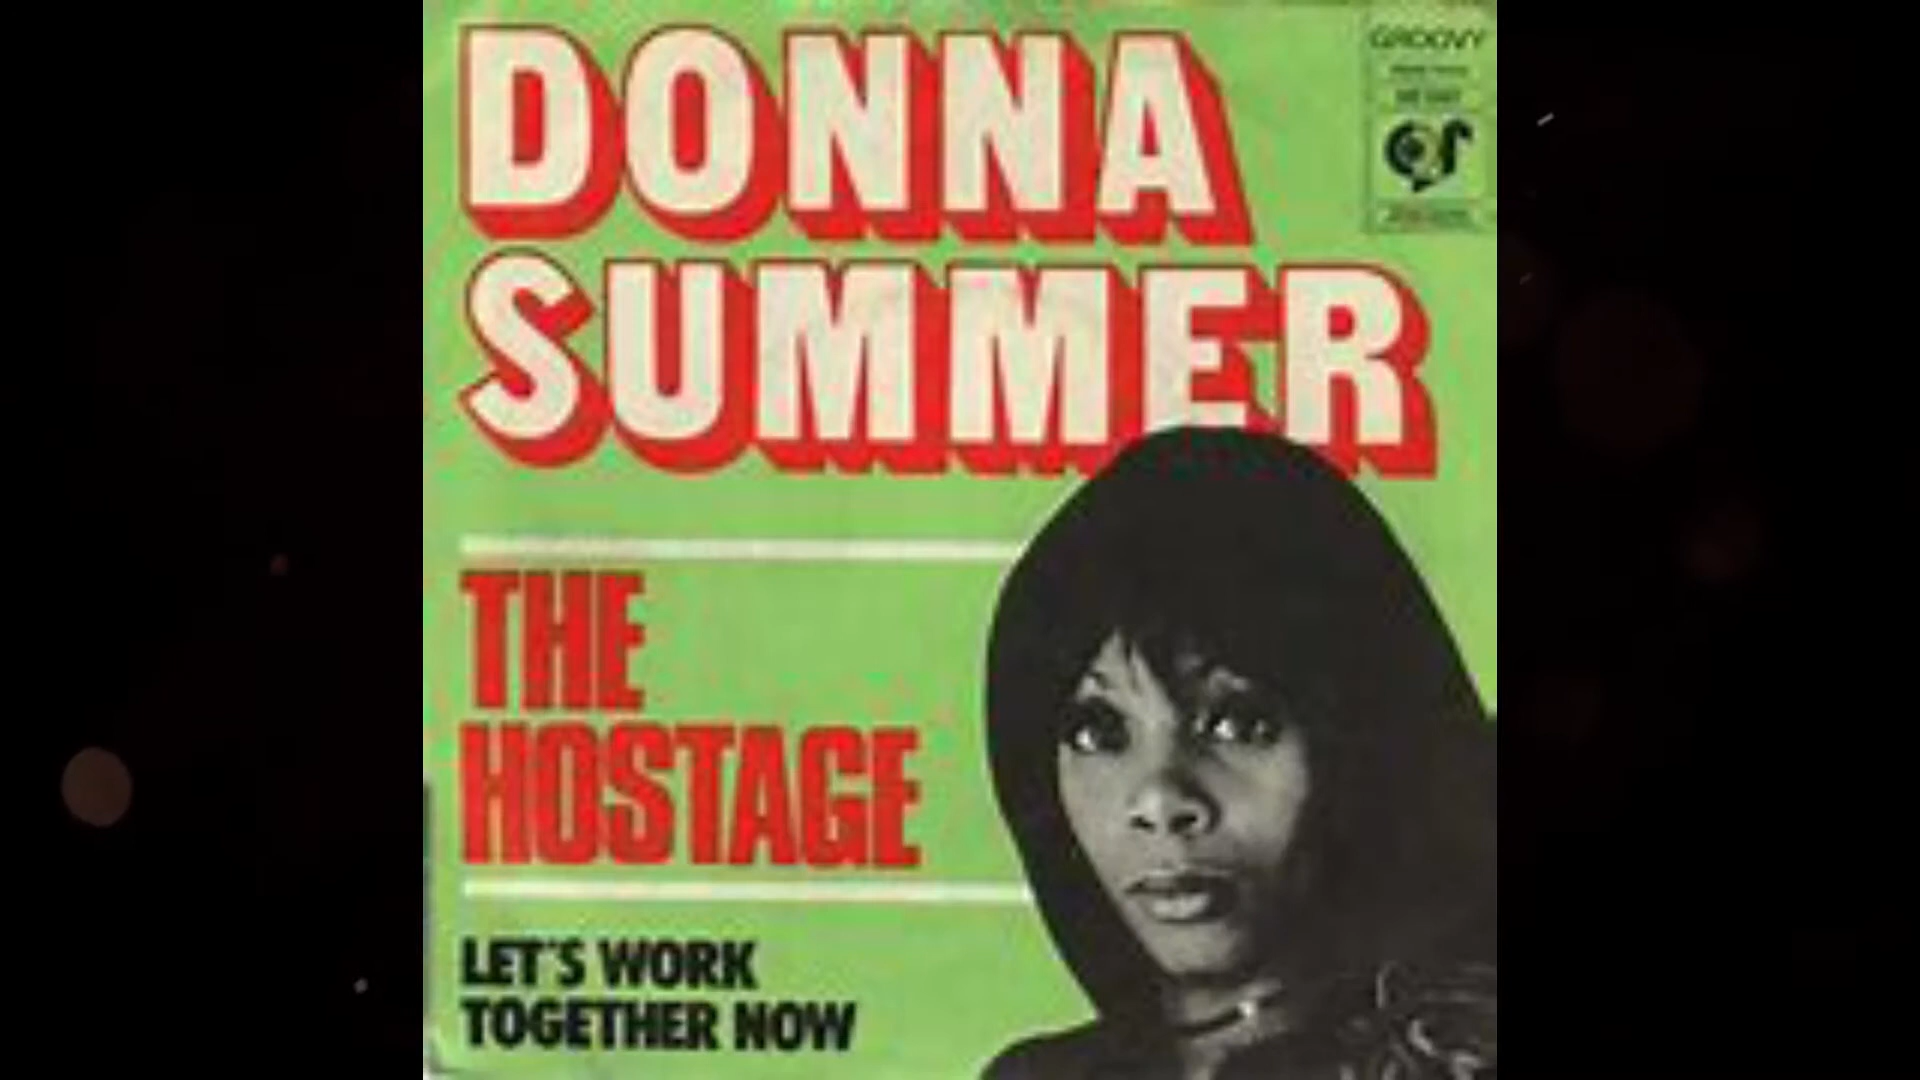 DONNA
SUMMER
GROOVY
THE
HOSTAGE
LET'S WORK
TOGETHER NOW